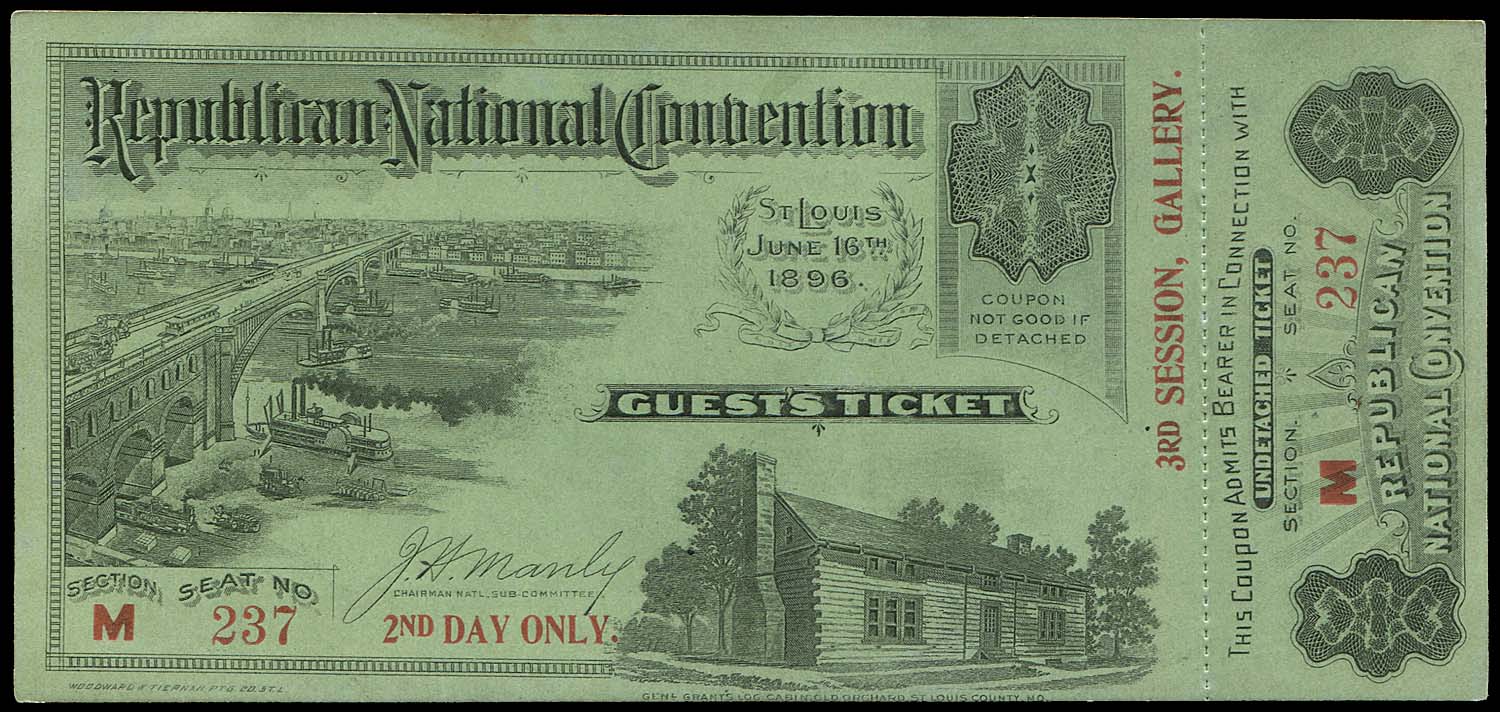 Republican National Convention
ST LOUIS
JUNE 16TH
1896.
COUPON
NOT GOOD IF
DETACHED
GUEST'S TICKET
J. H. Manly
CHAIRMAN NATL. SUB-COMMITTEE.
SECTION SEAT NO
M 237
2ND DAY ONLY.
WOODWARD & TIERNAN PTG. CO. ST. L.
GENL GRANT'S LOG CABIN, OLD ORCHARD, ST LOUIS COUNTY, MO.
3RD SESSION, GALLERY.
THIS COUPON ADMITS BEARER IN CONNECTION WITH
UNDETACHED TICKET
SECTION. SEAT NO.
M 237
REPUBLICAN
NATIONAL CONVENTION